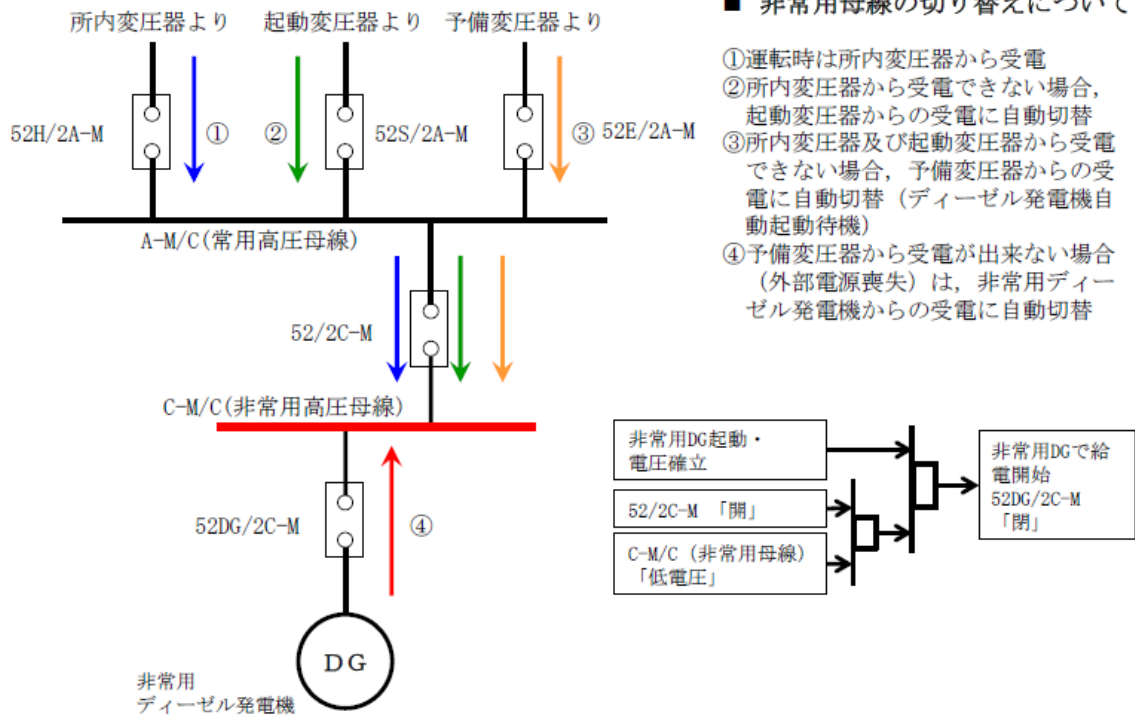 所内変圧器より
起動変圧器より
予備変圧器より
52H/2A-M
①
②
52S/2A-M
③
52E/2A-M
A-M/C(常用高圧母線)
52/2C-M
C-M/C(非常用高圧母線)
52DG/2C-M
④
DG
非常用
ディーゼル発電機
■ 非常用母線の切り替えについて
①運転時は所内変圧器から受電
②所内変圧器から受電できない場合，
起動変圧器からの受電に自動切替
③所内変圧器及び起動変圧器から受電
できない場合，予備変圧器からの受
電に自動切替（ディーゼル発電機自
動起動待機）
④予備変圧器から受電が出来ない場合
（外部電源喪失）は，非常用ディー
ゼル発電機からの受電に自動切替
非常用DG起動・
電圧確立
52/2C-M 「開」
C-M/C（非常用母線）
「低電圧」
非常用DGで給
電開始
52DG/2C-M
「閉」